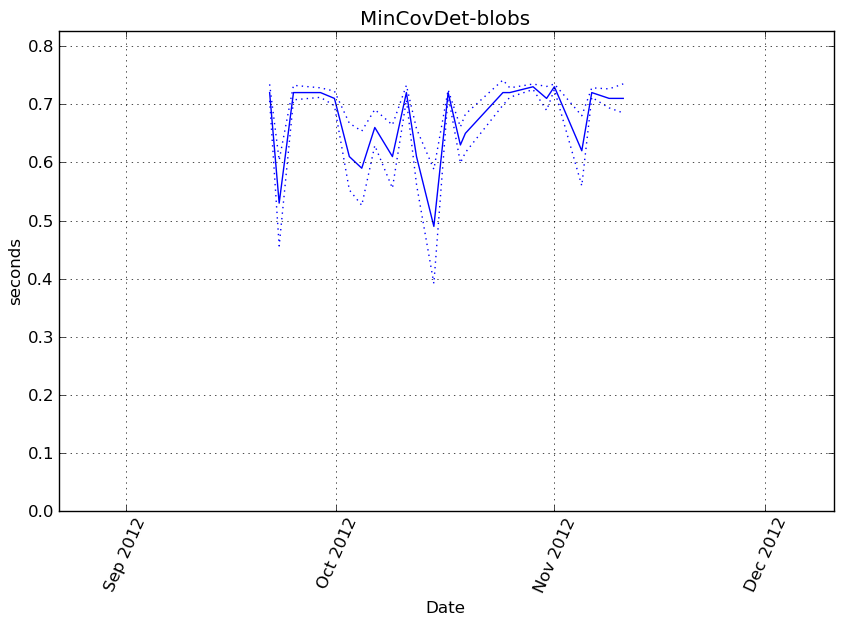 MinCovDet-blobs
0.8
0.7
0.6
0.5
0.4
0.3
0.2
0.1
0.0
seconds
Sep 2012
Oct 2012
Nov 2012
Dec 2012
Date